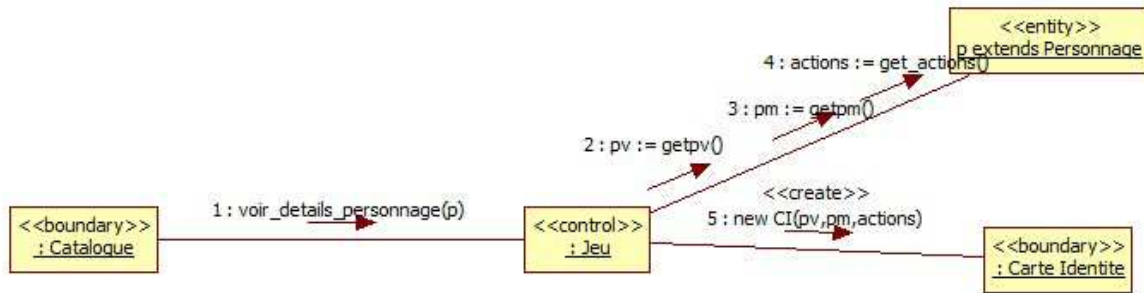 <<entity>>
p extends Personnage
4 : actions := get_actions()
3 : pm := getpm()
2 : pv := getpv()
<<create>>
5 : new CI(pv,pm,actions)
1 : voir_details_personnage(p)
<<boundary>>
: Catalogue
<<control>>
: Jeu
<<boundary>>
: Carte Identite